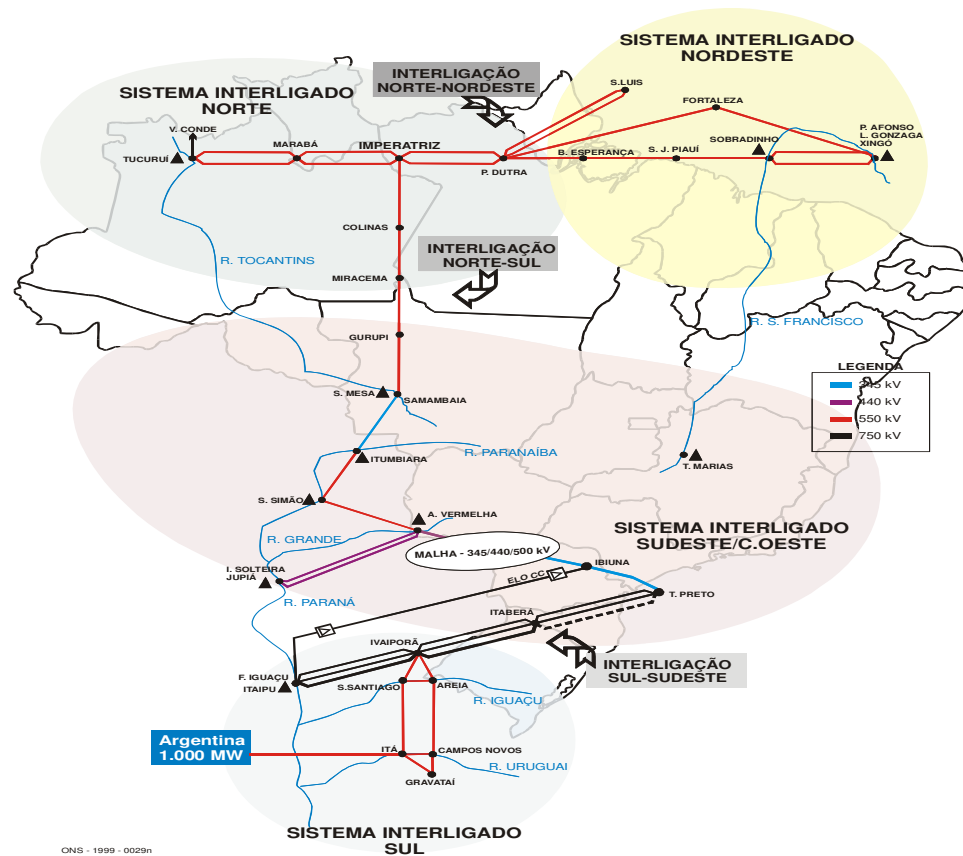 SISTEMA INTERLIGADO
NORDESTE
INTERLIGAÇÃO
NORTE-NORDESTE
SISTEMA INTERLIGADO
NORTE
S.LUIS
FORTALEZA
V. CONDE
TUCURUÍ
MARABÁ
IMPERATRIZ
P. DUTRA
B. ESPERANÇA
S. J. PIAUÍ
SOBRADINHO
P. AFONSO
L. GONZAGA
XINGÓ
COLINAS
INTERLIGAÇÃO
NORTE-SUL
R. TOCANTINS
MIRACEMA
R. S. FRANCISCO
GURUPI
LEGENDA
345 kV
440 kV
550 kV
750 kV
S. MESA
SAMAMBAIA
R. PARANAÍBA
ITUMBIARA
T. MARIAS
S. SIMÃO
A. VERMELHA
SISTEMA INTERLIGADO
SUDESTE/C.OESTE
R. GRANDE
MALHA - 345/440/500 kV
I. SOLTEIRA
JUPIÁ
IBIUNA
ELO CC
R. PARANÁ
T. PRETO
ITABERÁ
IVAIPORÃ
INTERLIGAÇÃO
SUL-SUDESTE
F. IGUAÇU
ITAIPU
S.SANTIAGO
AREIA
R. IGUAÇU
Argentina
1.000 MW
ITÁ
CAMPOS NOVOS
R. URUGUAI
GRAVATAÍ
SISTEMA INTERLIGADO
SUL
ONS - 1999 - 0029n